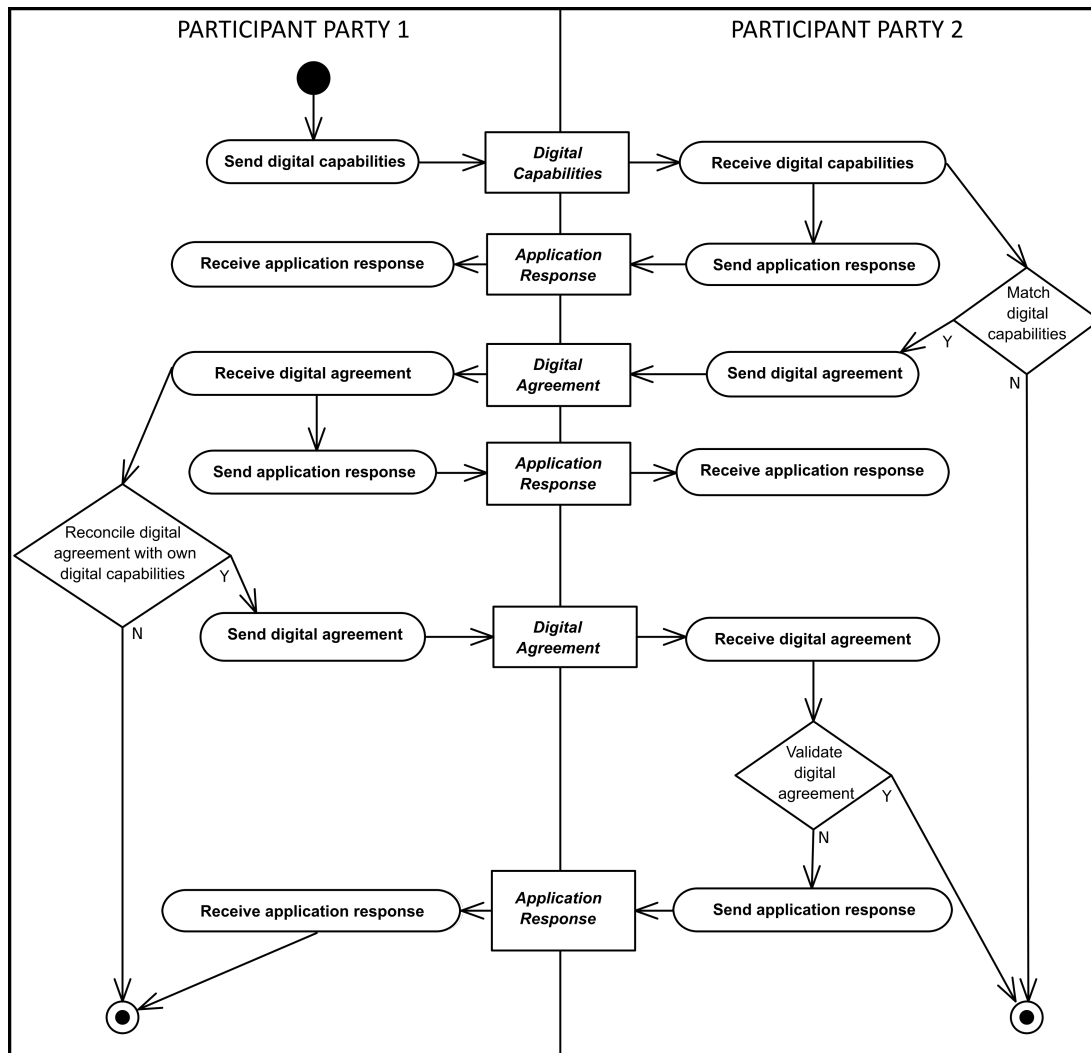 PARTICIPANT PARTY 1
PARTICIPANT PARTY 2
Send digital capabilities
Digital
Capabilities
Receive digital capabilities
Receive application response
Application
Response
Send application response
Match
digital
capabilities
Y
N
Receive digital agreement
Digital
Agreement
Send digital agreement
Send application response
Application
Response
Receive application response
Reconcile digital
agreement with own
digital capabilities
Y
N
Send digital agreement
Digital
Agreement
Receive digital agreement
Validate
digital
agreement
Y
N
Receive application response
Application
Response
Send application response